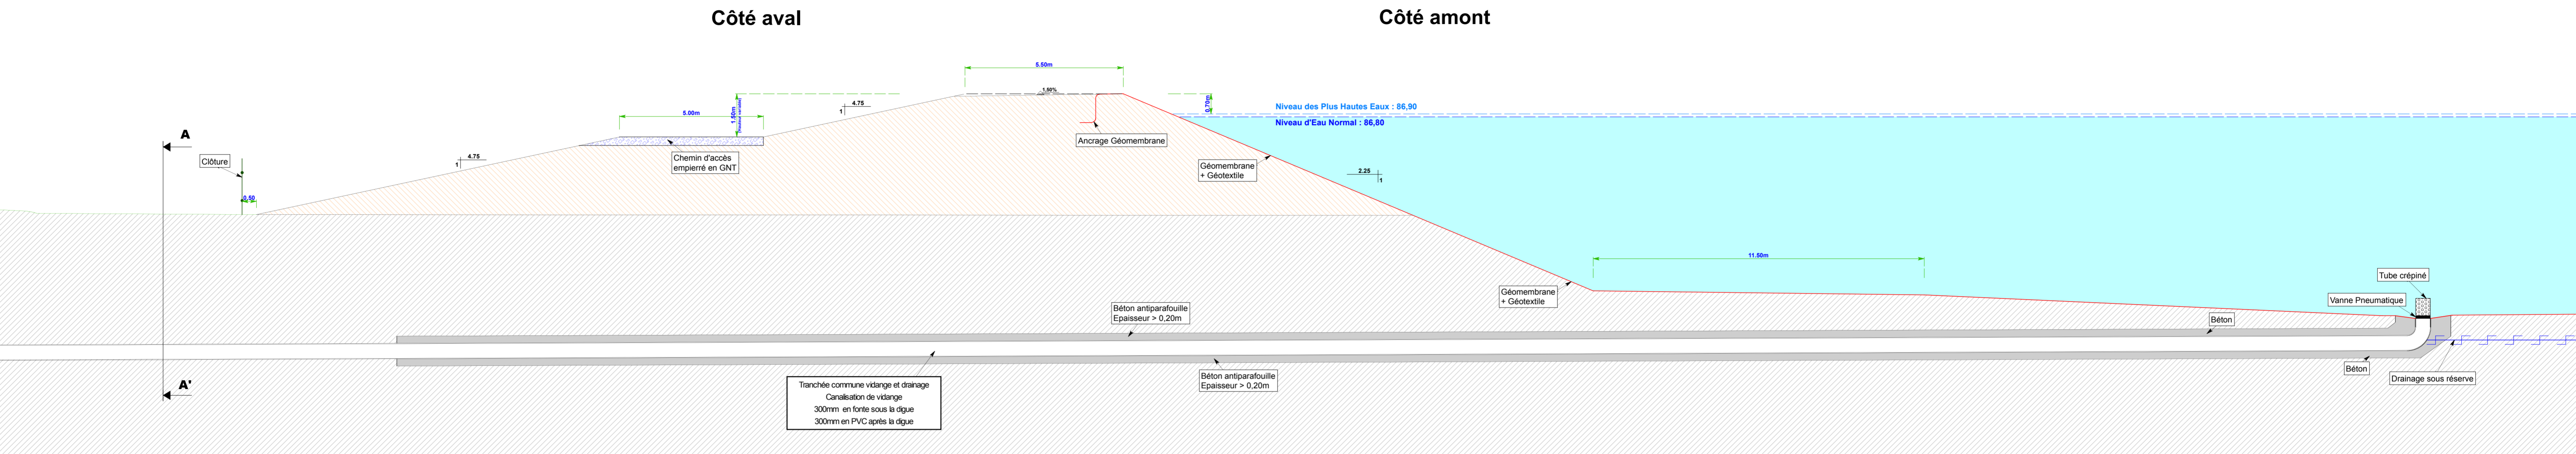 Côté aval
Côté amont
5.50m
1,50%
4.75
1
1.50m
(Hauteur variable)
5.00m
0.70m
Niveau des Plus Hautes Eaux : 86,90
Niveau d'Eau Normal : 86,80
A
Clôture
4.75
1
Chemin d'accès
empierré en GNT
Ancrage Géomembrane
Géomembrane
+ Géotextile
2.25
1
0.50
11.50m
Tube crépiné
Géomembrane
+ Géotextile
Vanne Pneumatique
Béton antiparafouille
Epaisseur > 0,20m
Béton
A'
Tranchée commune vidange et drainage
Canalisation de vidange
300mm en fonte sous la digue
300mm en PVC après la digue
Béton antiparafouille
Epaisseur > 0,20m
Béton
Drainage sous réserve